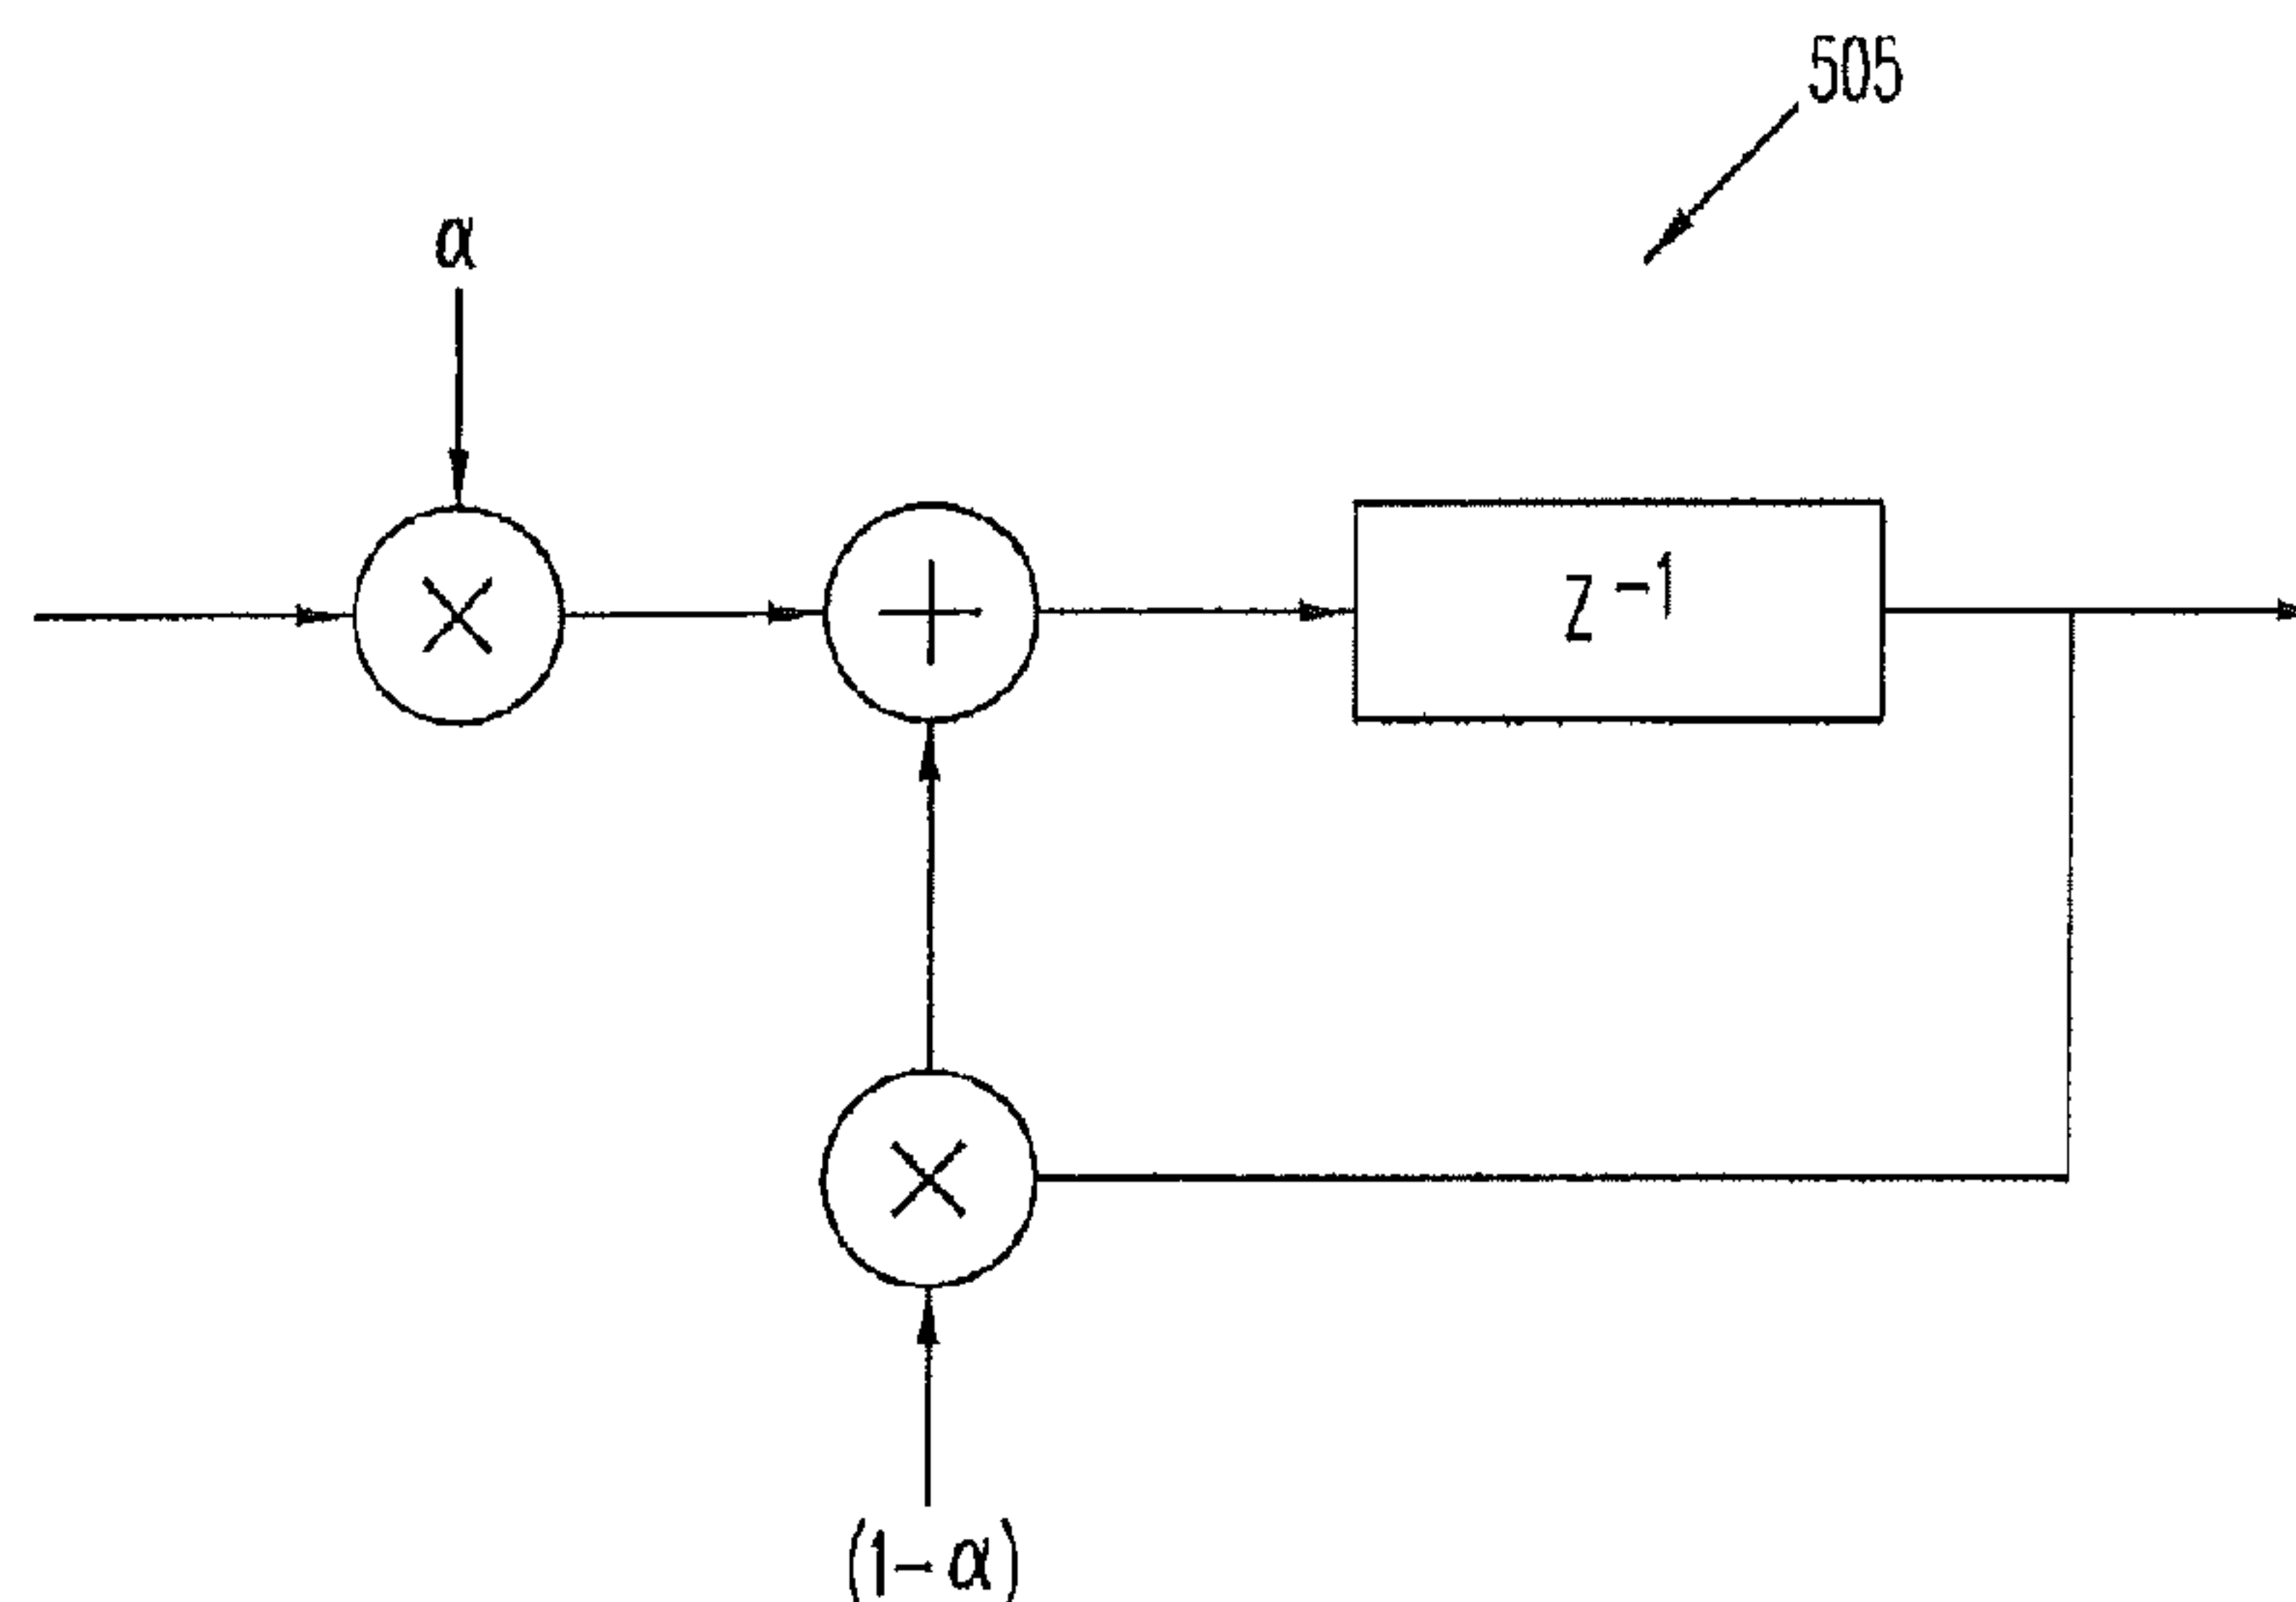 505
α
×
+
z⁻¹
×
(1-α)